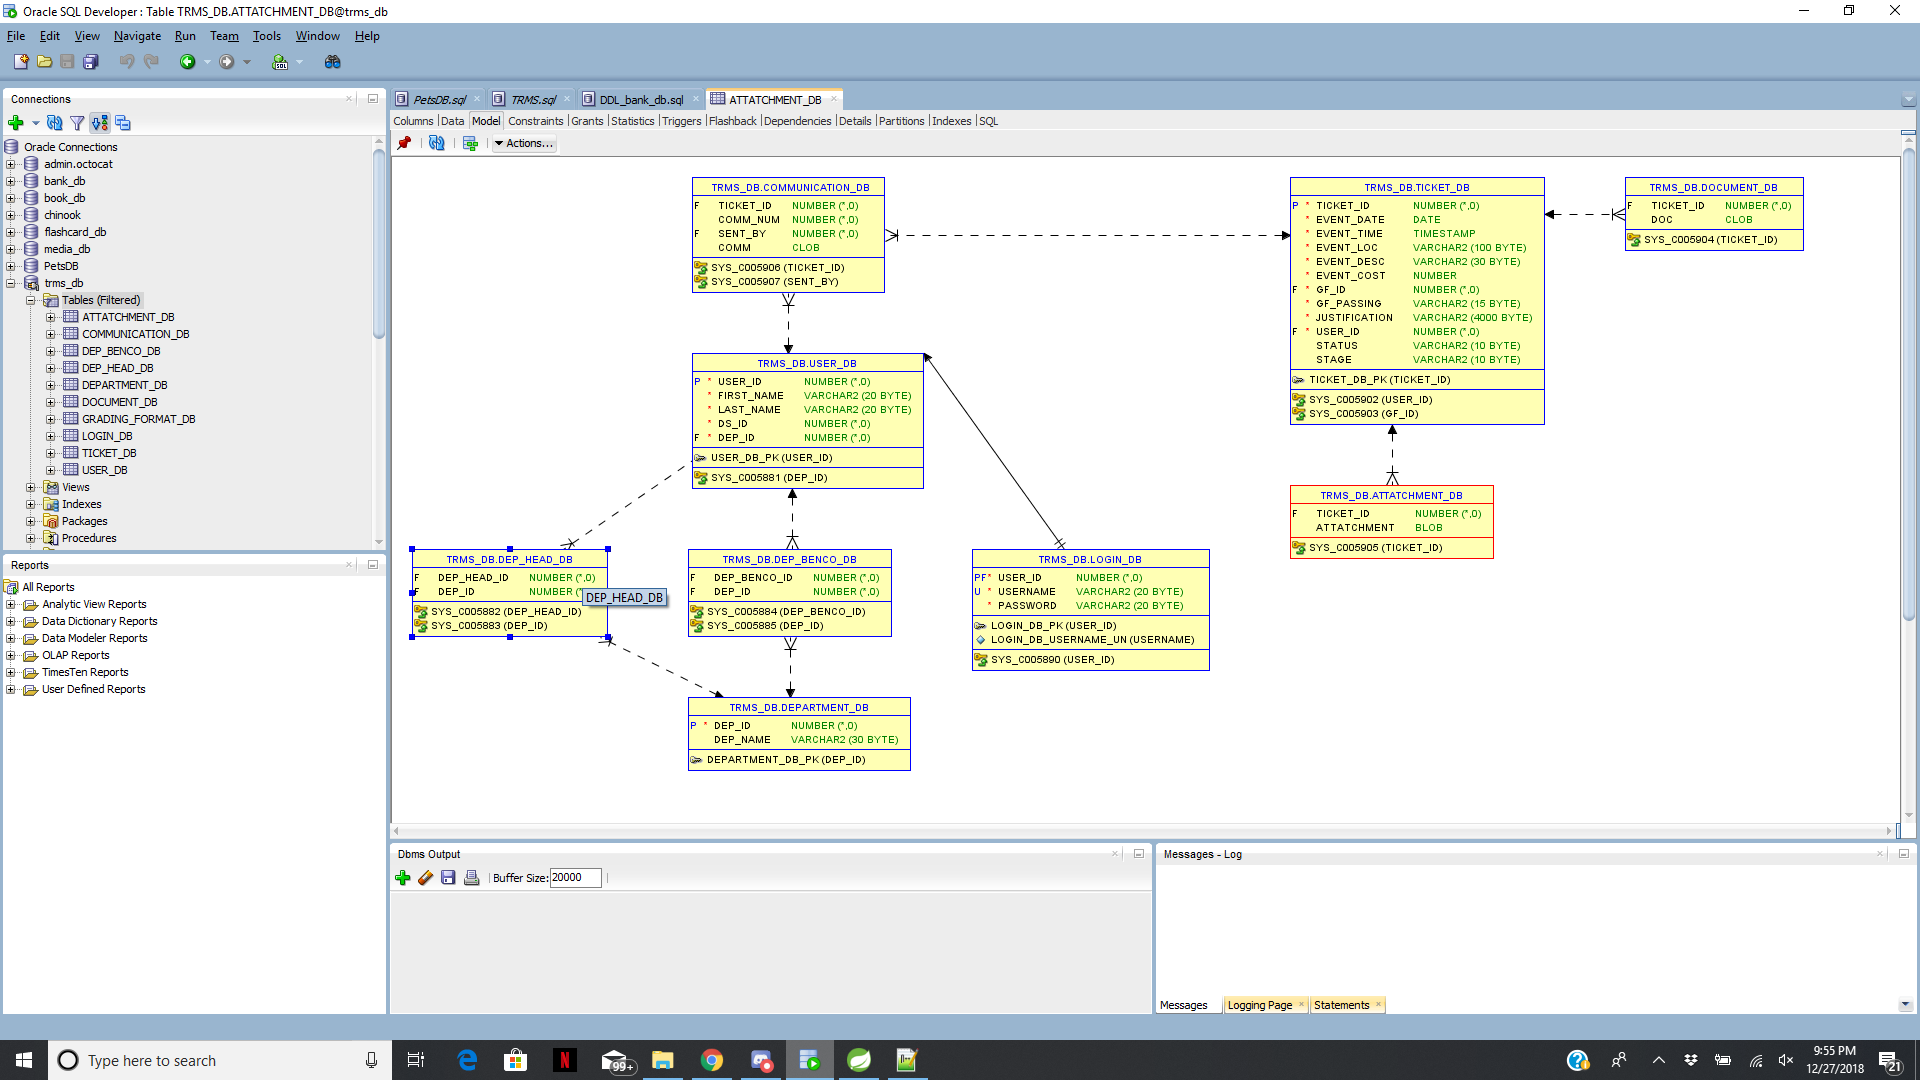 Oracle SQL Developer : Table TRMS_DB.ATTATCHMENT_DB@trms_db
File Edit View Navigate Run Team Tools Window Help
Connections
Oracle Connections
admin.octocat
bank_db
book_db
chinook
flashcard_db
media_db
PetsDB
trms_db
Tables (Filtered)
ATTATCHMENT_DB
COMMUNICATION_DB
DEP_BENCO_DB
DEP_HEAD_DB
DEPARTMENT_DB
DOCUMENT_DB
GRADING_FORMAT_DB
LOGIN_DB
TICKET_DB
USER_DB
Views
Indexes
Packages
Procedures
Reports
All Reports
Analytic View Reports
Data Dictionary Reports
Data Modeler Reports
OLAP Reports
TimesTen Reports
User Defined Reports
PetsDB.sql TRMS.sql DDL_bank_db.sql ATTATCHMENT_DB
Columns | Data | Model | Constraints | Grants | Statistics | Triggers | Flashback | Dependencies | Details | Partitions | Indexes | SQL
Actions...
TRMS_DB.COMMUNICATION_DB
F TICKET_ID NUMBER (*,0)
COMM_NUM NUMBER (*,0)
F SENT_BY NUMBER (*,0)
COMM CLOB
SYS_C005906 (TICKET_ID)
SYS_C005907 (SENT_BY)
TRMS_DB.TICKET_DB
P * TICKET_ID NUMBER (*,0)
* EVENT_DATE DATE
* EVENT_TIME TIMESTAMP
* EVENT_LOC VARCHAR2 (100 BYTE)
* EVENT_DESC VARCHAR2 (30 BYTE)
* EVENT_COST NUMBER
F * GF_ID NUMBER (*,0)
* GF_PASSING VARCHAR2 (15 BYTE)
* JUSTIFICATION VARCHAR2 (4000 BYTE)
F * USER_ID NUMBER (*,0)
STATUS VARCHAR2 (10 BYTE)
STAGE VARCHAR2 (10 BYTE)
TICKET_DB_PK (TICKET_ID)
SYS_C005902 (USER_ID)
SYS_C005903 (GF_ID)
TRMS_DB.DOCUMENT_DB
F TICKET_ID NUMBER (*,0)
DOC CLOB
SYS_C005904 (TICKET_ID)
TRMS_DB.USER_DB
P * USER_ID NUMBER (*,0)
* FIRST_NAME VARCHAR2 (20 BYTE)
* LAST_NAME VARCHAR2 (20 BYTE)
* DS_ID NUMBER (*,0)
F * DEP_ID NUMBER (*,0)
USER_DB_PK (USER_ID)
SYS_C005881 (DEP_ID)
TRMS_DB.ATTATCHMENT_DB
F TICKET_ID NUMBER (*,0)
ATTATCHMENT BLOB
SYS_C005905 (TICKET_ID)
TRMS_DB.DEP_HEAD_DB
F DEP_HEAD_ID NUMBER (*,0)
F DEP_ID NUMBER (*
DEP_HEAD_DB
SYS_C005882 (DEP_HEAD_ID)
SYS_C005883 (DEP_ID)
TRMS_DB.DEP_BENCO_DB
F DEP_BENCO_ID NUMBER (*,0)
F DEP_ID NUMBER (*,0)
SYS_C005884 (DEP_BENCO_ID)
SYS_C005885 (DEP_ID)
TRMS_DB.LOGIN_DB
PF* USER_ID NUMBER (*,0)
U * USERNAME VARCHAR2 (20 BYTE)
* PASSWORD VARCHAR2 (20 BYTE)
LOGIN_DB_PK (USER_ID)
LOGIN_DB_USERNAME_UN (USERNAME)
SYS_C005890 (USER_ID)
TRMS_DB.DEPARTMENT_DB
P * DEP_ID NUMBER (*,0)
DEP_NAME VARCHAR2 (30 BYTE)
DEPARTMENT_DB_PK (DEP_ID)
Dbms Output
Buffer Size: 20000
Messages - Log
Messages Logging Page Statements
Type here to search
99+
9:55 PM
12/27/2018
21